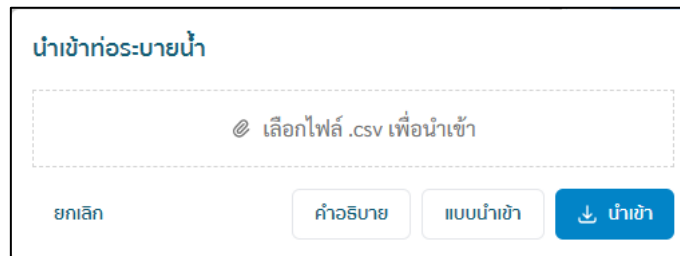 นำเข้าท่อระบายน้ำ
เลือกไฟล์ .csv เพื่อนำเข้า
ยกเลิก คำอธิบาย แบบนำเข้า นำเข้า